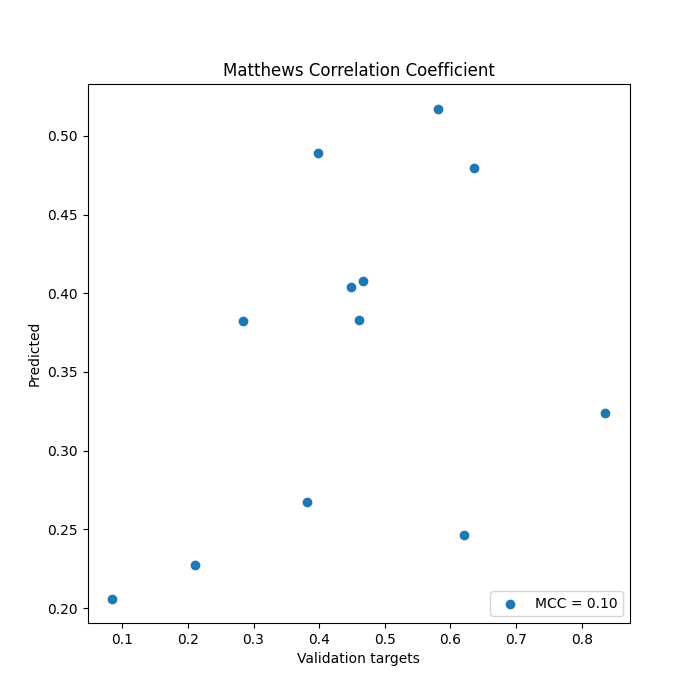 Matthews Correlation Coefficient
0.50
0.45
0.40
0.35
0.30
0.25
0.20
Predicted
MCC = 0.10
0.1 0.2 0.3 0.4 0.5 0.6 0.7 0.8
Validation targets